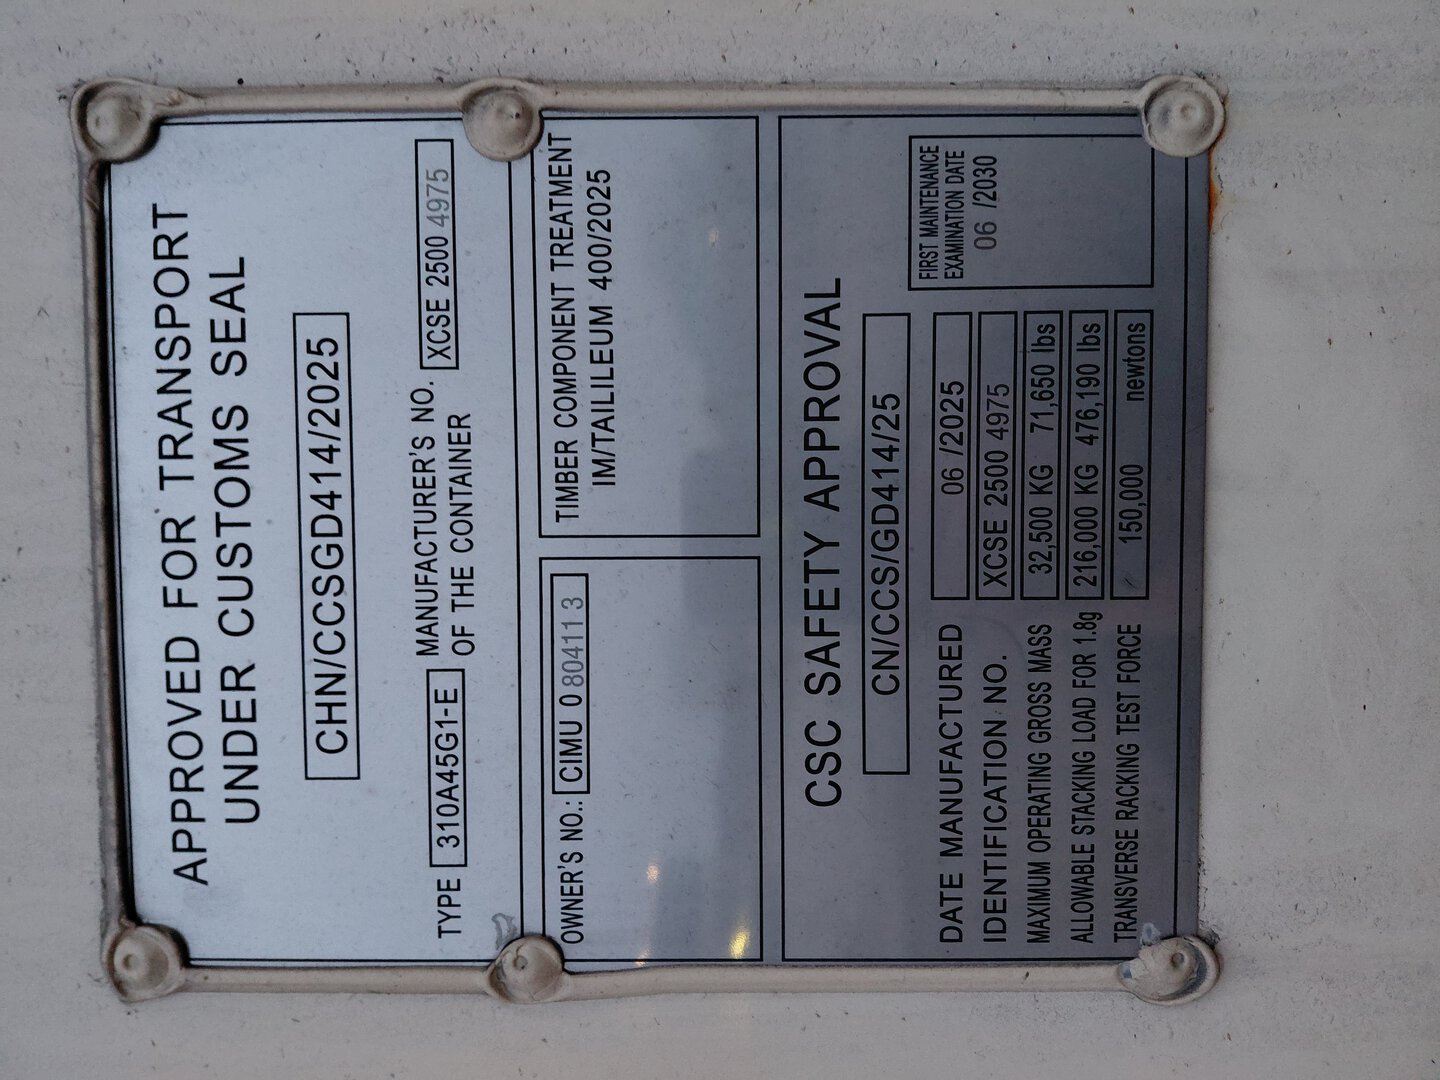 APPROVED FOR TRANSPORT
UNDER CUSTOMS SEAL
CHN/CCSGD414/2025
TYPE 310A45G1-E MANUFACTURER'S NO. XCSE 2500 4975
OF THE CONTAINER
OWNER'S NO.: CIMU 0 80411 3
TIMBER COMPONENT TREATMENT
IM/TAILILEUM 400/2025
CSC SAFETY APPROVAL
CN/CCS/GD414/25
DATE MANUFACTURED 06 /2025
IDENTIFICATION NO. XCSE 2500 4975
MAXIMUM OPERATING GROSS MASS 32,500 KG 71,650 lbs
ALLOWABLE STACKING LOAD FOR 1.8g 216,000 KG 476,190 lbs
TRANSVERSE RACKING TEST FORCE 150,000 newtons
FIRST MAINTENANCE
EXAMINATION DATE
06 /2030